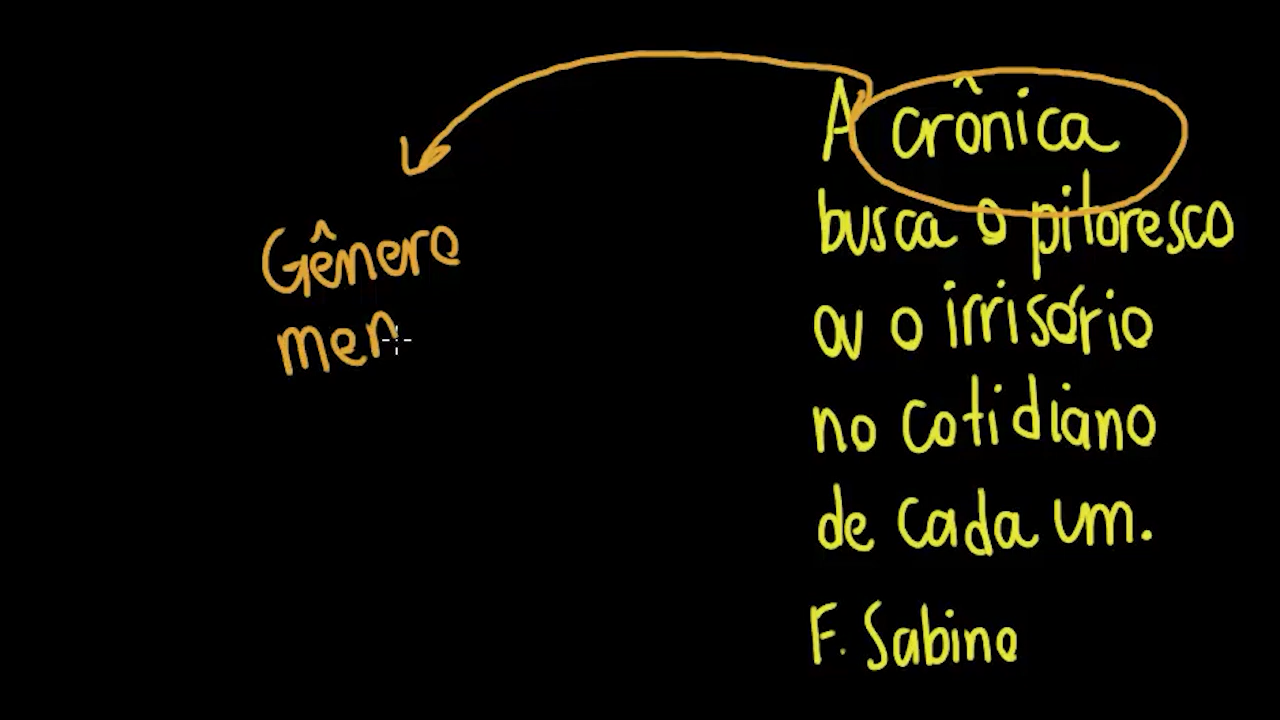 Gênero
men
A crônica
busca o pitoresco
ou o irrisório
no cotidiano
de cada um.
F. Sabino